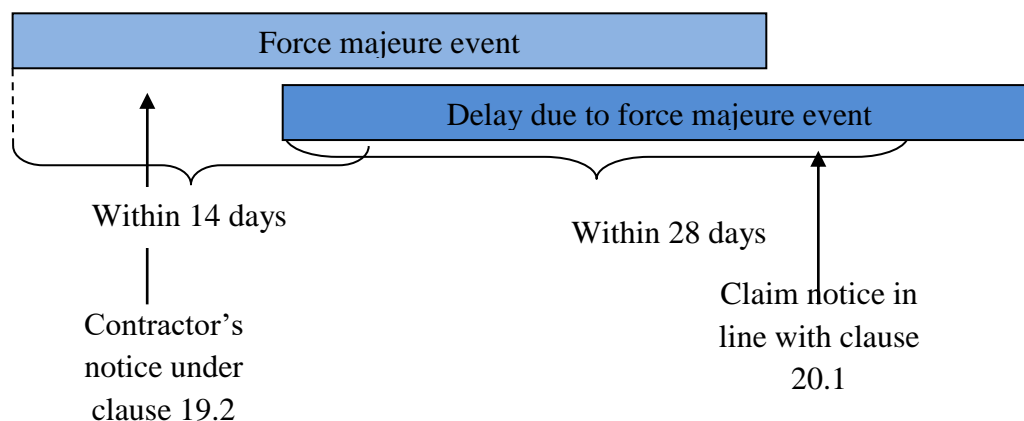 Force majeure event
Delay due to force majeure event
Within 14 days
Within 28 days
Contractor’s
notice under
clause 19.2
Claim notice in
line with clause
20.1